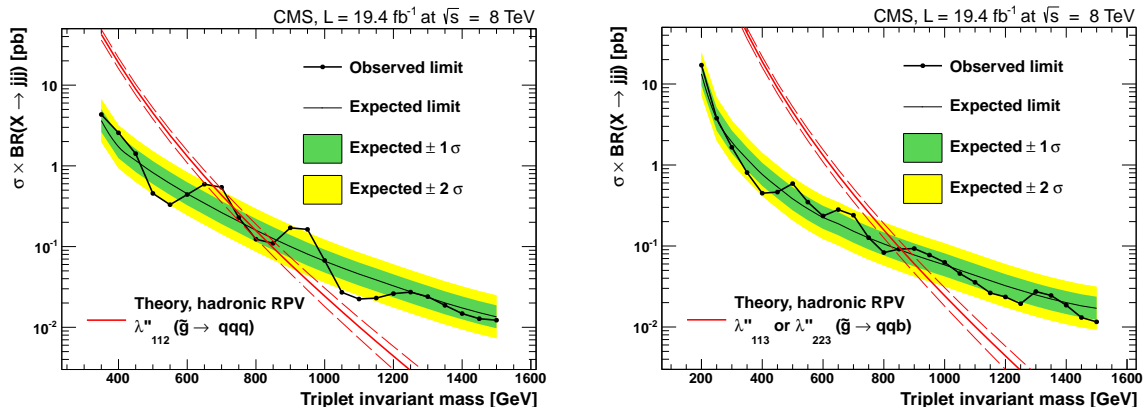 CMS, L = 19.4 fb⁻¹ at √s = 8 TeV
σ × BR(X → jjj) [pb]
10
1
10⁻¹
10⁻²
Observed limit
Expected limit
Expected ± 1 σ
Expected ± 2 σ
Theory, hadronic RPV
λ''₁₁₂ (g̃ → qqq)
400 600 800 1000 1200 1400 1600
Triplet invariant mass [GeV]
CMS, L = 19.4 fb⁻¹ at √s = 8 TeV
σ × BR(X → jjj) [pb]
10
1
10⁻¹
10⁻²
Observed limit
Expected limit
Expected ± 1 σ
Expected ± 2 σ
Theory, hadronic RPV
λ''₁₁₃ or λ''₂₂₃ (g̃ → qqb)
200 400 600 800 1000 1200 1400 1600
Triplet invariant mass [GeV]